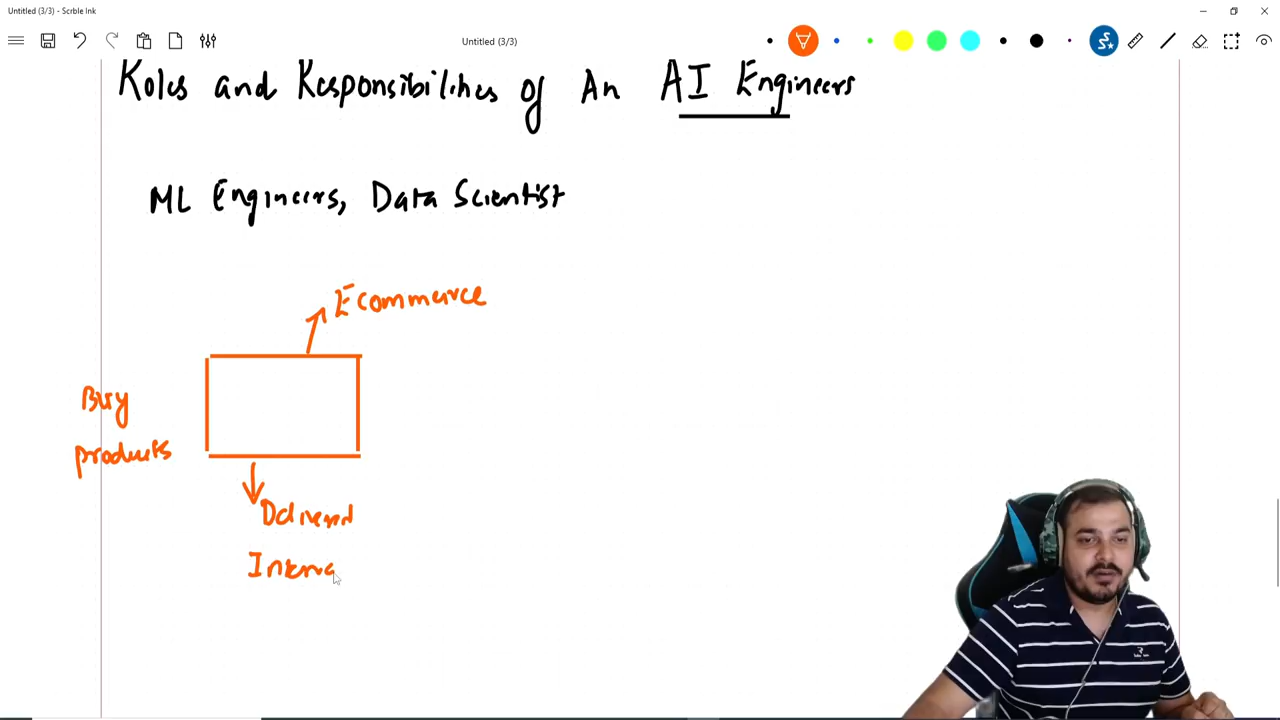 Untitled (3/3) - Scrble Ink
Untitled (3/3)
Roles and Responsibilities of An AI Engineers
ML Engineers, Data Scientist
Ecommerce
Buy
products
Delivered
Interna